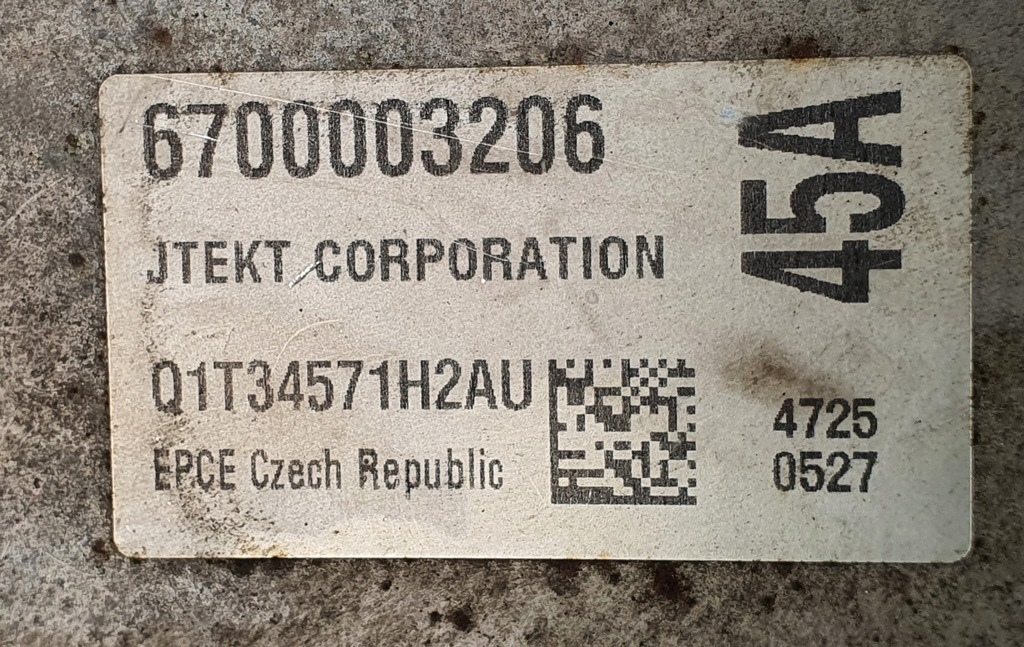 6700003206
45A
JTEKT CORPORATION
Q1T34571H2AU
EPCE Czech Republic
4725
0527